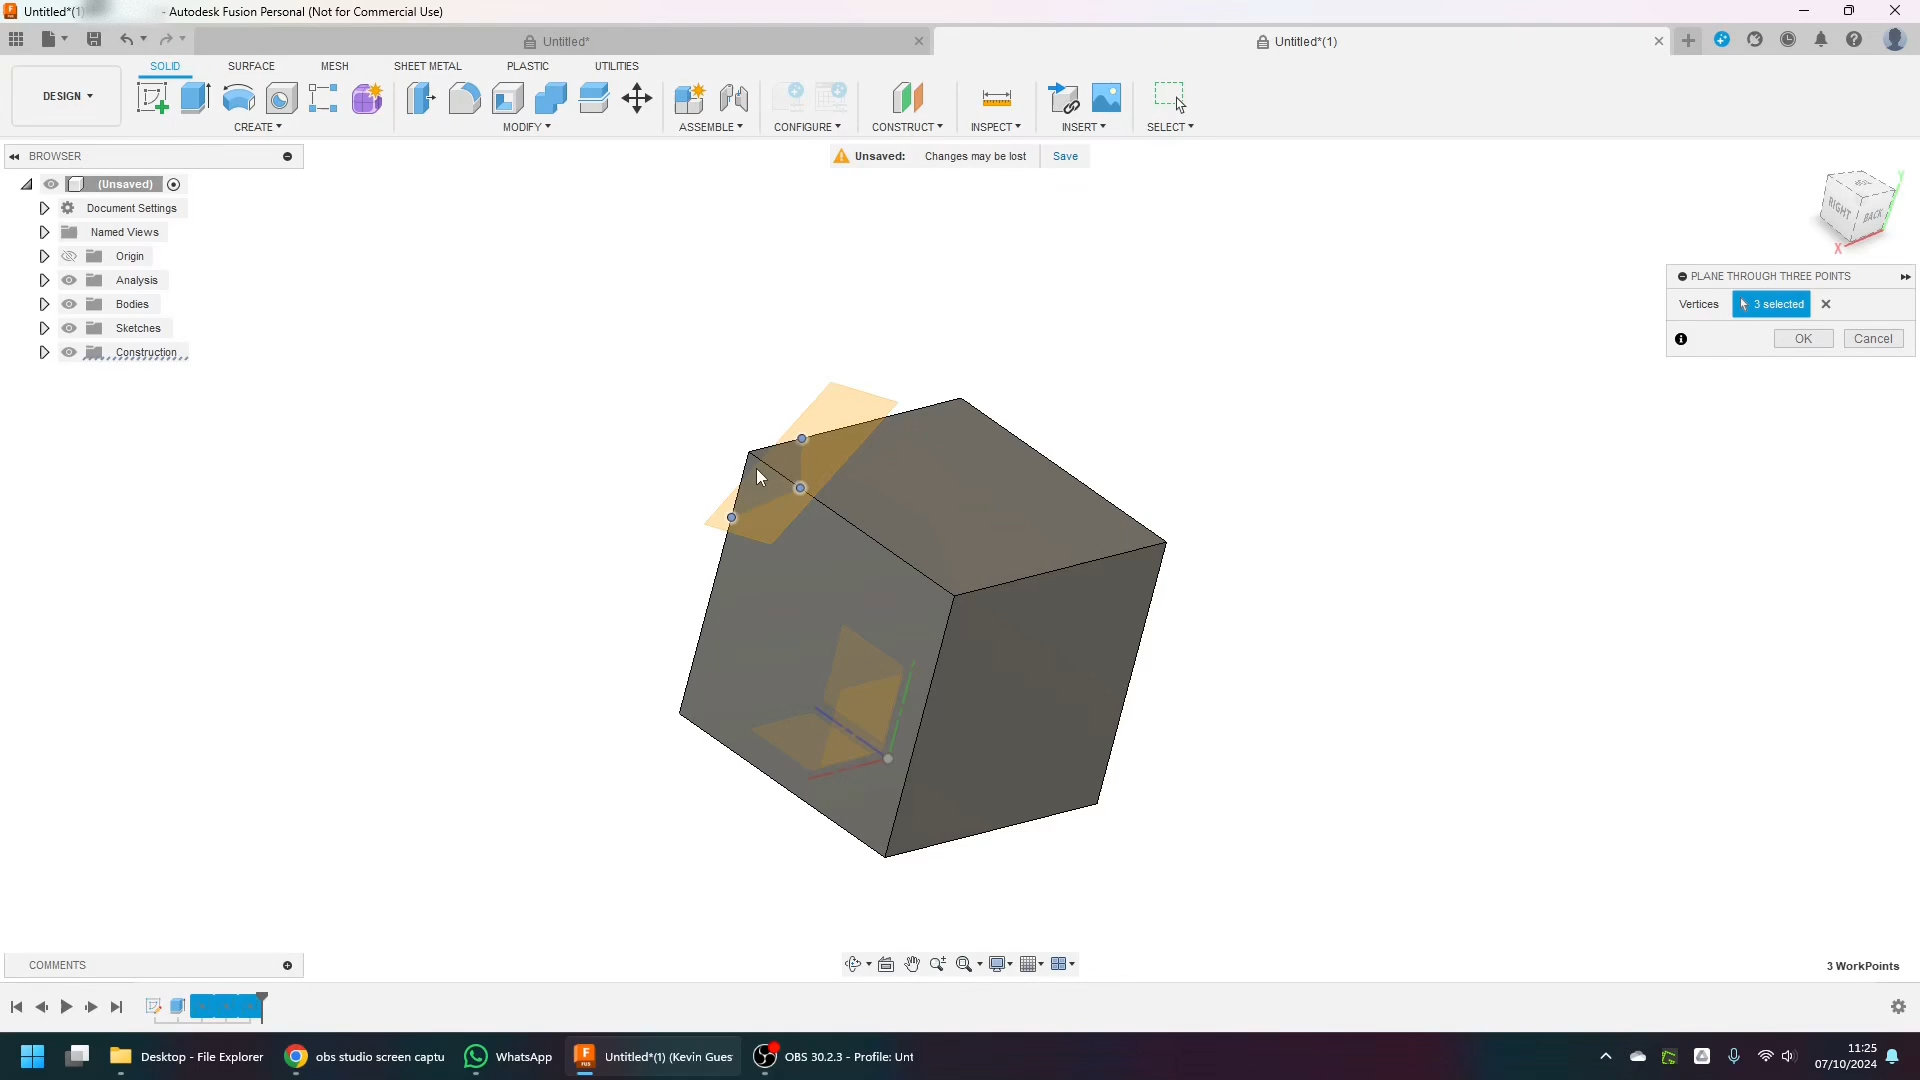 Untitled*(1) - Autodesk Fusion Personal (Not for Commercial Use)
Untitled*
Untitled*(1)
DESIGN
SOLID
SURFACE
MESH
SHEET METAL
PLASTIC
UTILITIES
CREATE
MODIFY
ASSEMBLE
CONFIGURE
CONSTRUCT
INSPECT
INSERT
SELECT
BROWSER
Unsaved: Changes may be lost Save
(Unsaved)
Document Settings
Named Views
Origin
Analysis
Bodies
Sketches
Construction
RIGHT
BACK
X
Y
PLANE THROUGH THREE POINTS
Vertices 3 selected
OK Cancel
COMMENTS
3 WorkPoints
Desktop - File Explorer
obs studio screen captu
WhatsApp
Untitled*(1) (Kevin Gues
OBS 30.2.3 - Profile: Unt
11:25
07/10/2024